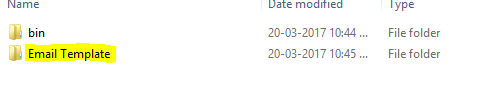 Name Date modified Type
bin 20-03-2017 10:44 ... File folder
Email Template 20-03-2017 10:45 ... File folder